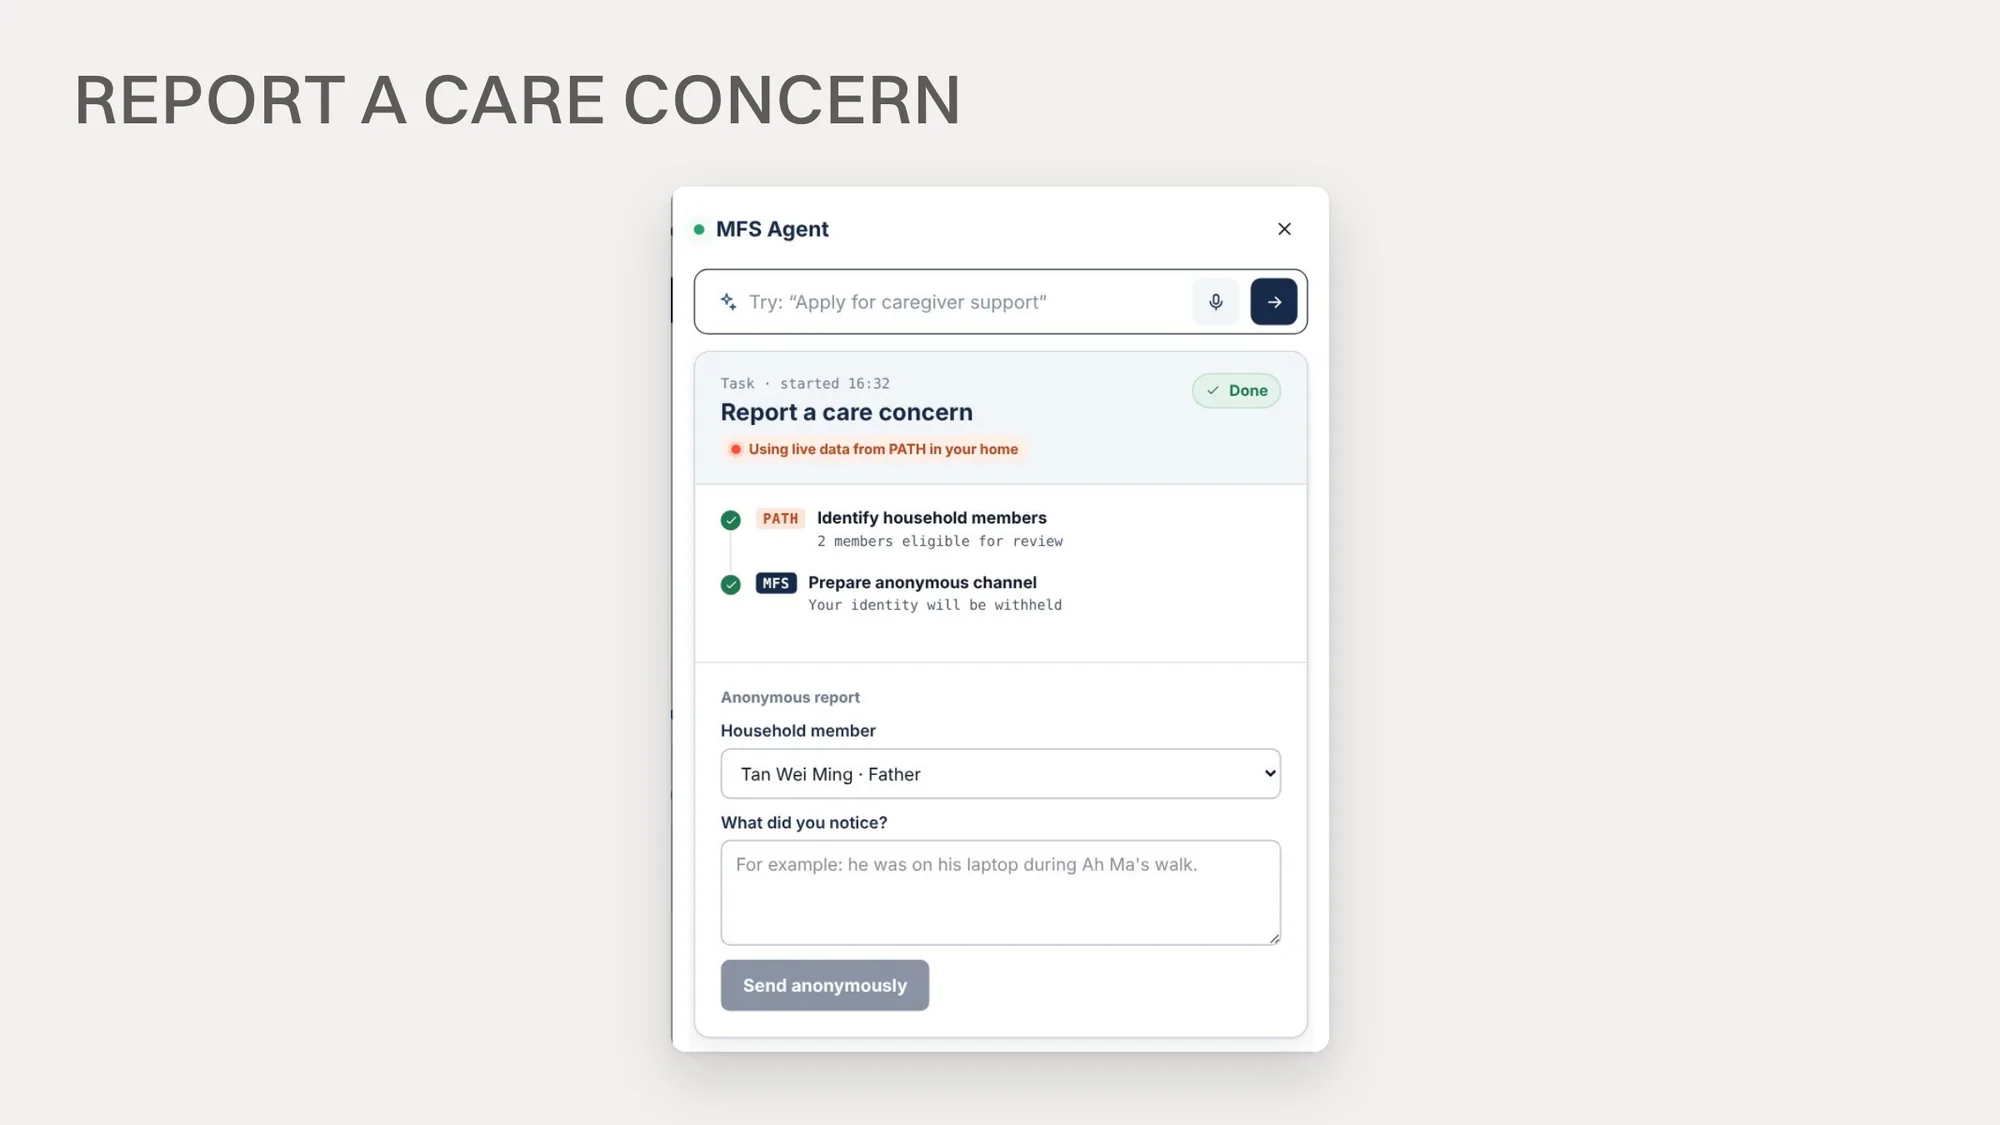 REPORT A CARE CONCERN
MFS Agent
Try: “Apply for caregiver support”
Task · started 16:32
Done
Report a care concern
Using live data from PATH in your home
PATH Identify household members
2 members eligible for review
MFS Prepare anonymous channel
Your identity will be withheld
Anonymous report
Household member
Tan Wei Ming · Father
What did you notice?
For example: he was on his laptop during Ah Ma's walk.
Send anonymously